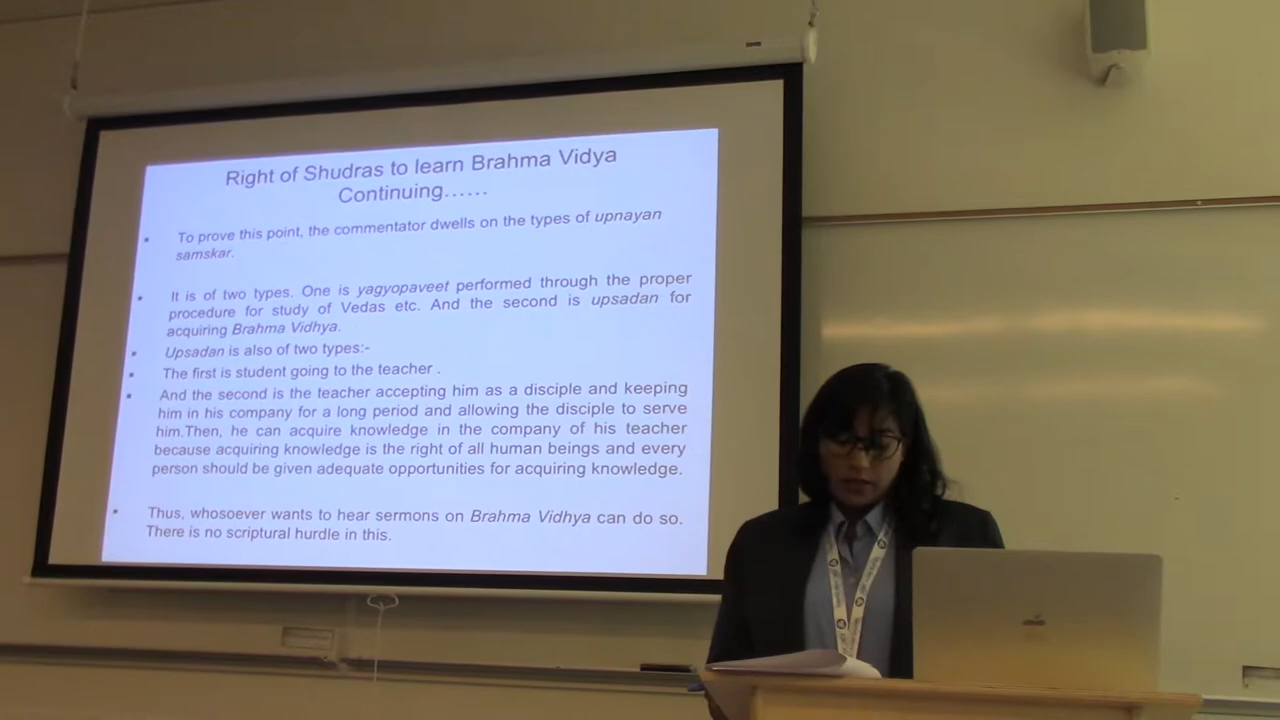 Right of Shudras to learn Brahma Vidya
Continuing......
▪ To prove this point, the commentator dwells on the types of upnayan
samskar.
▪ It is of two types. One is yagyopaveet performed through the proper
procedure for study of Vedas etc. And the second is upsadan for
acquiring Brahma Vidhya.
▪ Upsadan is also of two types:-
▪ The first is student going to the teacher .
▪ And the second is the teacher accepting him as a disciple and keeping
him in his company for a long period and allowing the disciple to serve
him.Then, he can acquire knowledge in the company of his teacher
because acquiring knowledge is the right of all human beings and every
person should be given adequate opportunities for acquiring knowledge.
▪ Thus, whosoever wants to hear sermons on Brahma Vidhya can do so.
There is no scriptural hurdle in this.